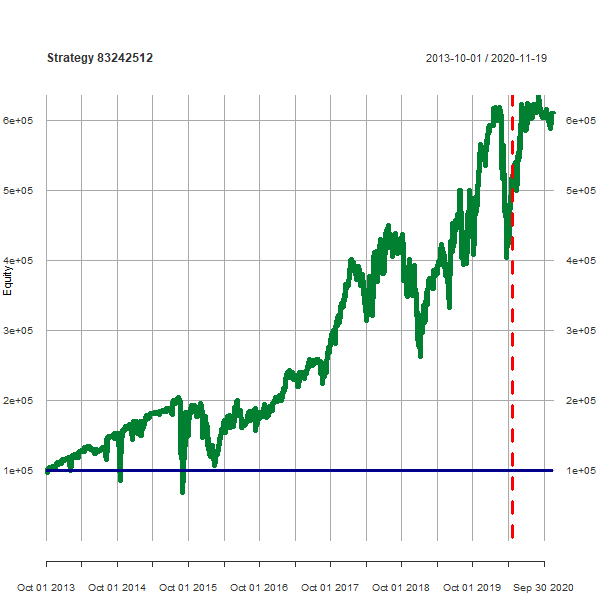 Strategy 83242512 2013-10-01 / 2020-11-19
6e+05 6e+05
5e+05 5e+05
4e+05 4e+05
Equity
3e+05 3e+05
2e+05 2e+05
1e+05 1e+05
Oct 01 2013 Oct 01 2014 Oct 01 2015 Oct 01 2016 Oct 01 2017 Oct 01 2018 Oct 01 2019 Sep 30 2020